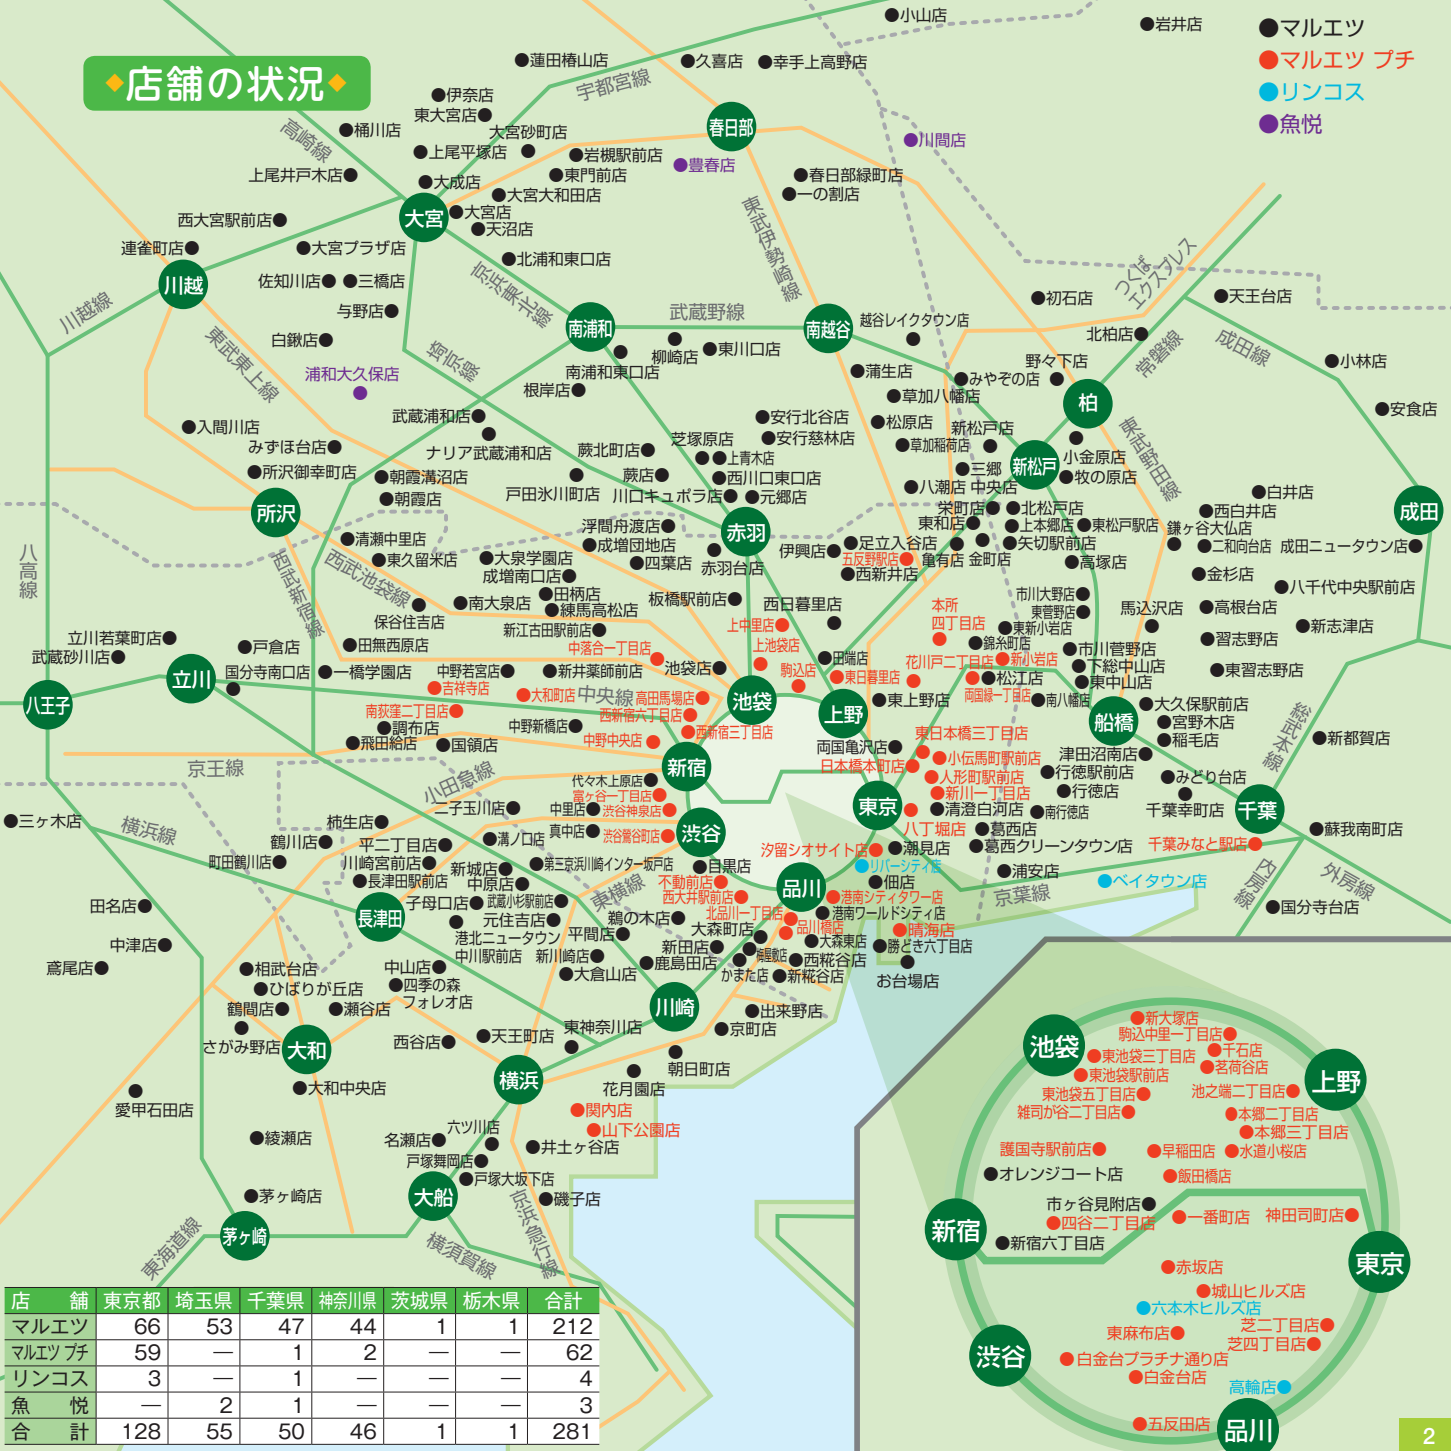 店舗の状況
マルエツ
マルエツ プチ
リンコス
魚悦
小山店
岩井店
蓮田椿山店
久喜店
幸手上高野店
宇都宮線
伊奈店
東大宮店
高崎線
桶川店
大宮砂町店
春日部
川間店
上尾平塚店
岩槻駅前店
豊春店
上尾井戸木店
大成店
東門前店
春日部緑町店
大宮大和田店
一の割店
西大宮駅前店
大宮
大宮店
天沼店
東武伊勢崎線
連雀町店
大宮プラザ店
北浦和東口店
つくばエクスプレス
川越
佐知川店
三橋店
京浜東北線
初石店
天王台店
川越線
与野店
武蔵野線
南浦和
南越谷
越谷レイクタウン店
北柏店
白鍬店
東武東上線
埼京線
柳崎店
東川口店
常磐線
成田線
浦和大久保店
南浦和東口店
蒲生店
野々下店
小林店
根岸店
みやぞの店
草加八幡店
柏
安食店
武蔵浦和店
安行北谷店
松原店
新松戸店
入間川店
ナリア武蔵浦和店
芝塚原店
安行慈林店
草加稲荷店
小金原店
東武野田線
みずほ台店
蕨北町店
上青木店
三郷中央店
新松戸
牧の原店
所沢御幸町店
朝霞溝沼店
蕨店
西川口東口店
八潮店
朝霞店
戸田氷川町店
川口キュポラ店
元郷店
栄町店
北松戸店
白井店
所沢
赤羽
東和店
上本郷店
東松戸駅店
西白井店
成田
浮間舟渡店
鎌ヶ谷大仏店
清瀬中里店
成増団地店
伊興店
足立入谷店
矢切駅前店
二和向台店
成田ニュータウン店
八高線
西武新宿線
西武池袋線
東久留米店
大泉学園店
四葉店
赤羽台店
五反野駅店
亀有店
金町店
高塚店
成増南口店
西新井店
金杉店
八千代中央駅前店
田柄店
板橋駅前店
西日暮里店
本所四丁目店
市川大野店
馬込沢店
高根台店
南大泉店
練馬高松店
東菅野店
保谷住吉店
新江古田駅前店
上中里店
東新小岩店
新志津店
立川若葉町店
戸倉店
田無西原店
中落合一丁目店
上池袋店
錦糸町店
市川菅野店
習志野店
武蔵砂川店
田端店
花川戸二丁目店
新小岩店
下総中山店
国分寺南口店
一橋学園店
中野若宮店
新井薬師前店
池袋店
駒込店
東日暮里店
松江店
東中山店
東習志野店
立川
吉祥寺店
大和町店
中央線
高田馬場店
東上野店
両国緑一丁目店
南八幡店
大久保駅前店
八王子
南荻窪二丁目店
西新宿六丁目店
池袋
上野
船橋
宮野木店
調布店
中野新橋店
西新宿三丁目店
東日本橋三丁目店
稲毛店
総武本線
飛田給店
国領店
中野中央店
両国亀沢店
小伝馬町駅前店
津田沼南店
新都賀店
京王線
新宿
日本橋本町店
人形町駅前店
行徳駅前店
みどり台店
小田急線
代々木上原店
新川一丁目店
行徳店
富ヶ谷一丁目店
東京
清澄白河店
南行徳店
千葉幸町店
千葉
三ヶ木店
横浜線
柿生店
二子玉川店
中里店
渋谷神泉店
八丁堀店
葛西店
蘇我南町店
鶴川店
平二丁目店
溝ノ口店
真中店
渋谷鶯谷町店
渋谷
汐留シオサイト店
潮見店
葛西クリーンタウン店
千葉みなと駅店
町田鶴川店
川崎宮前店
新城店
第三京浜川崎インター坂戸店
目黒店
リバーシティ店
浦安店
内房線
外房線
長津田駅前店
中原店
東横線
不動前店
品川
佃店
京葉線
ベイタウン店
田名店
子母口店
武蔵小杉駅前店
西大井駅前店
港南シティタワー店
国分寺台店
長津田
元住吉店
鵜の木店
北品川一丁目店
港南ワールドシティ店
中津店
港北ニュータウン中川駅前店
平間店
大森町店
品川橋店
晴海店
鳶尾店
相武台店
中山店
新川崎店
新田店
梅屋敷店
大森東店
勝どき六丁目店
ひばりが丘店
四季の森フォレオ店
大倉山店
鹿島田店
かまた店
西糀谷店
お台場店
鶴間店
瀬谷店
新糀谷店
川崎
出来野店
さがみ野店
大和
西谷店
天王町店
東神奈川店
京町店
朝日町店
愛甲石田店
大和中央店
横浜
花月園店
関内店
山下公園店
綾瀬店
名瀬店
六ツ川店
井土ヶ谷店
戸塚舞岡店
戸塚大坂下店
茅ヶ崎店
大船
磯子店
京浜急行線
茅ヶ崎
東海道線
横須賀線
池袋
新大塚店
駒込中里一丁目店
東池袋三丁目店
千石店
茗荷谷店
上野
東池袋駅前店
東池袋五丁目店
池之端二丁目店
雑司が谷二丁目店
本郷二丁目店
本郷三丁目店
護国寺駅前店
早稲田店
水道小桜店
オレンジコート店
飯田橋店
市ヶ谷見附店
新宿
四谷二丁目店
一番町店
神田司町店
新宿六丁目店
東京
赤坂店
城山ヒルズ店
六本木ヒルズ店
渋谷
東麻布店
芝二丁目店
芝四丁目店
白金台プラチナ通り店
白金台店
高輪店
五反田店
品川
店 舗 東京都 埼玉県 千葉県 神奈川県 茨城県 栃木県 合計
マルエツ 66 53 47 44 1 1 212
マルエツ プチ 59 — 1 2 — — 62
リンコス 3 — 1 — — — 4
魚 悦 — 2 1 — — — 3
合 計 128 55 50 46 1 1 281
2